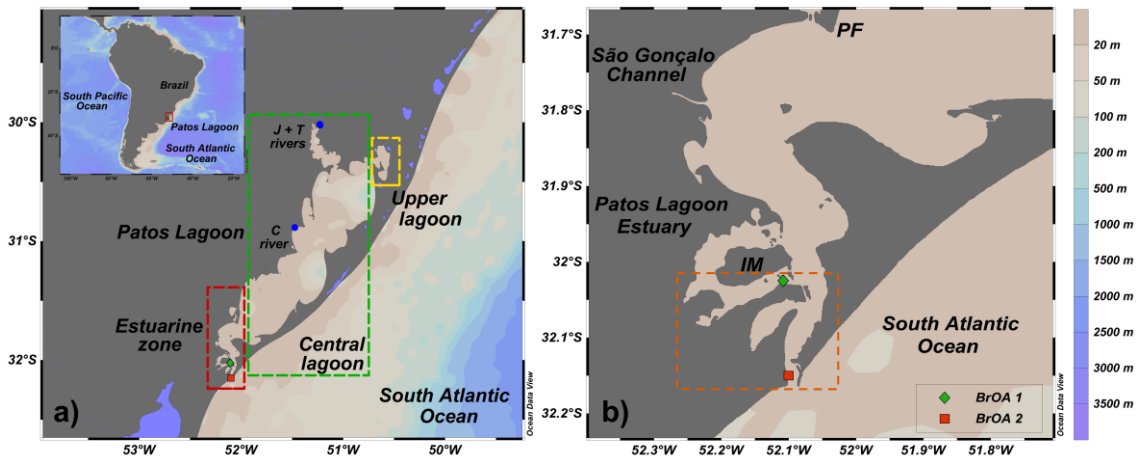 Brazil
South Pacific
Ocean
Patos Lagoon
South Atlantic
Ocean
30°S
31°S
32°S
J + T
rivers
Upper
lagoon
C
river
Patos Lagoon
Estuarine
zone
Central
lagoon
South Atlantic
Ocean
a)
Ocean Data View
53°W
52°W
51°W
50°W
31.7°S
31.8°S
31.9°S
32°S
32.1°S
32.2°S
PF
São Gonçalo
Channel
Patos Lagoon
Estuary
IM
South Atlantic
Ocean
b)
BrOA 1
BrOA 2
Ocean Data View
52.3°W
52.2°W
52.1°W
52°W
51.9°W
51.8°W
20 m
50 m
100 m
200 m
500 m
1000 m
1500 m
2000 m
2500 m
3000 m
3500 m